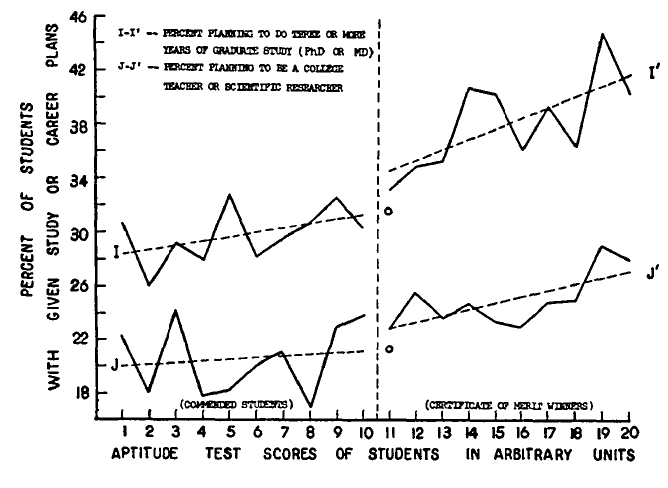 46
42
38
34
30
26
22
18
PERCENT OF STUDENTS
WITH GIVEN STUDY OR CAREER PLANS
I-I' -- PERCENT PLANNING TO DO THREE OR MORE
YEARS OF GRADUATE STUDY (PhD OR MD)
J-J' -- PERCENT PLANNING TO BE A COLLEGE
TEACHER OR SCIENTIFIC RESEARCHER
I'
I
J'
J
(COMMENDED STUDENTS)
(CERTIFICATE OF MERIT WINNERS)
1 2 3 4 5 6 7 8 9 10 11 12 13 14 15 16 17 18 19 20
APTITUDE TEST SCORES OF STUDENTS IN ARBITRARY UNITS